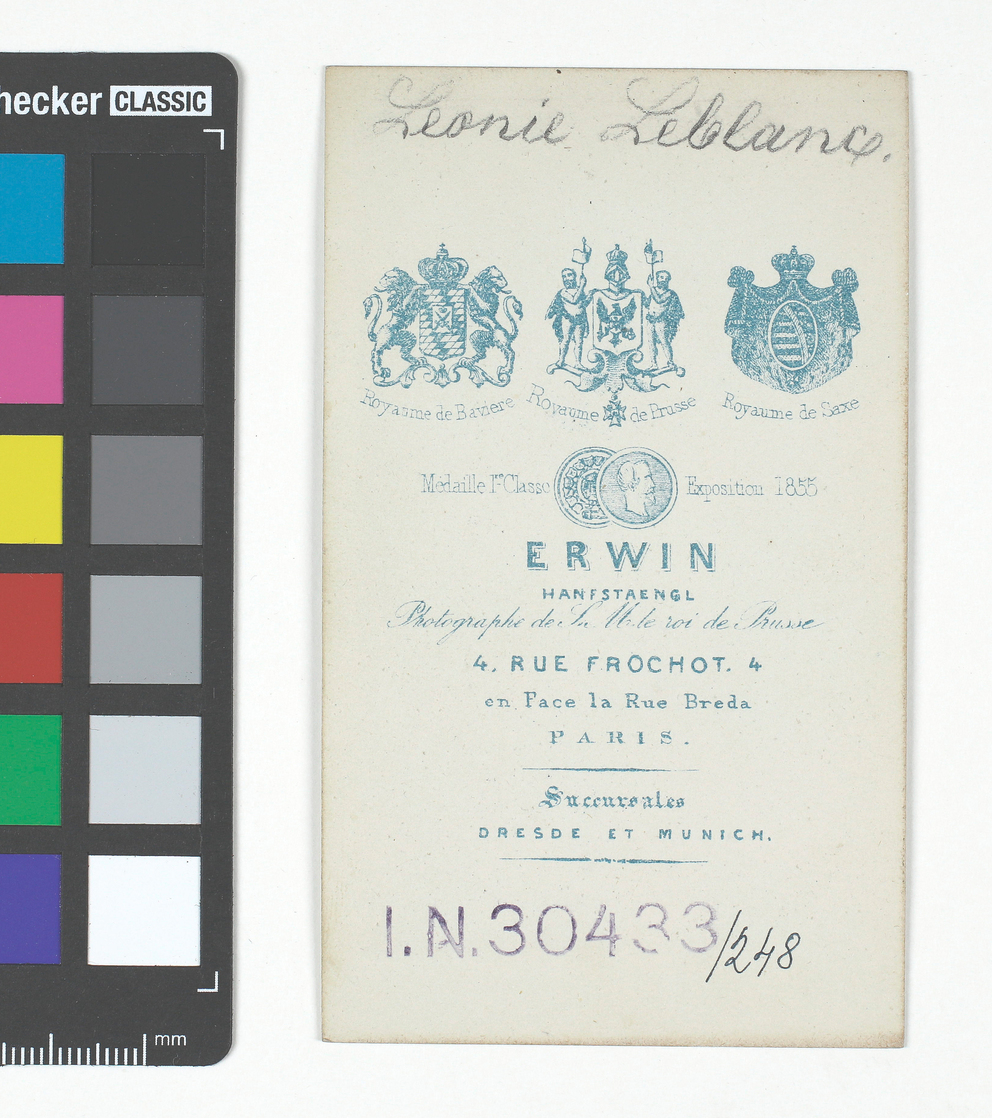 hecker CLASSIC
Leonie Leblanc.
Royaume de Baviere
Royaume de Prusse
Royaume de Saxe
Medaille 1re Classe
Exposition 1855
ERWIN
HANFSTAENGL
Photographe de S. M. le roi de Prusse
4. RUE FROCHOT. 4
en Face la Rue Breda
PARIS.
Succursales
DRESDE ET MUNICH.
I.N.30433/248
mm